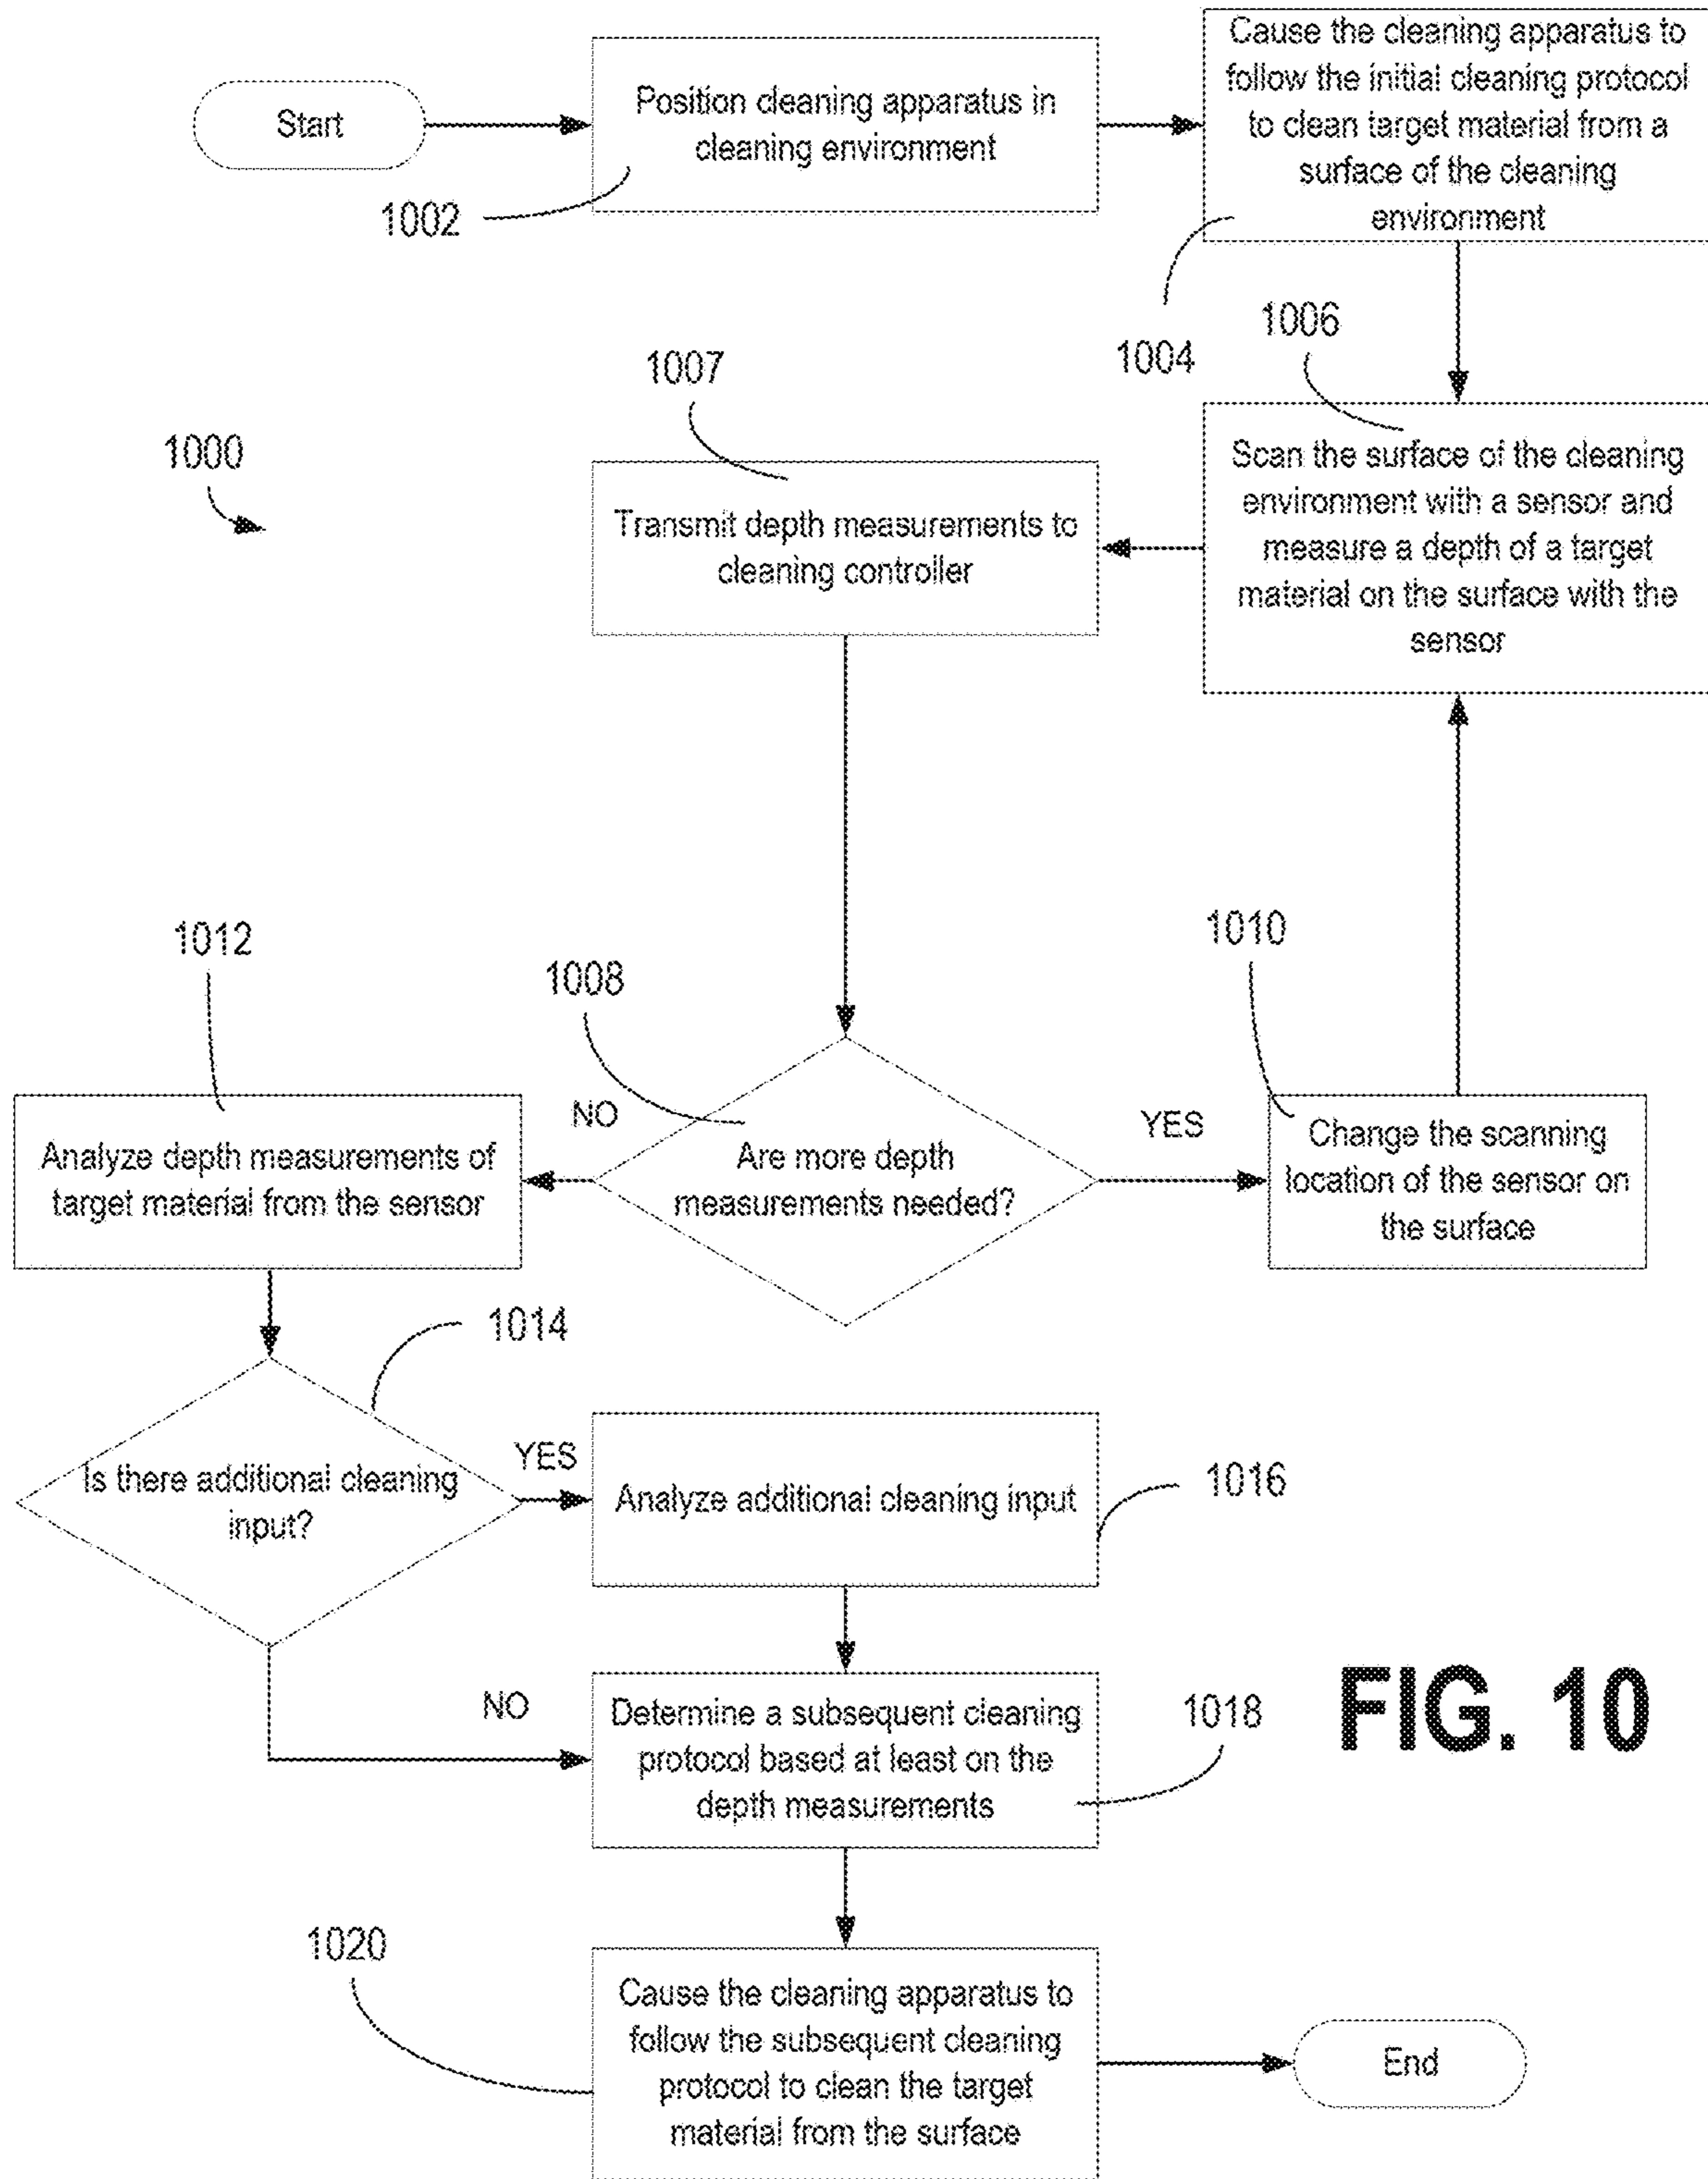 Start
Position cleaning apparatus in
cleaning environment
1002
Cause the cleaning apparatus to
follow the initial cleaning protocol
to clean target material from a
surface of the cleaning
environment
1004
1006
Scan the surface of the cleaning
environment with a sensor and
measure a depth of a target
material on the surface with the
sensor
1007
Transmit depth measurements to
cleaning controller
1000
1008
Are more depth
measurements needed?
YES
1010
Change the scanning
location of the sensor on
the surface
NO
1012
Analyze depth measurements of
target material from the sensor
1014
Is there additional cleaning
input?
YES
Analyze additional cleaning input
1016
NO
Determine a subsequent cleaning
protocol based at least on the
depth measurements
1018
1020
Cause the cleaning apparatus to
follow the subsequent cleaning
protocol to clean the target
material from the surface
End
FIG. 10